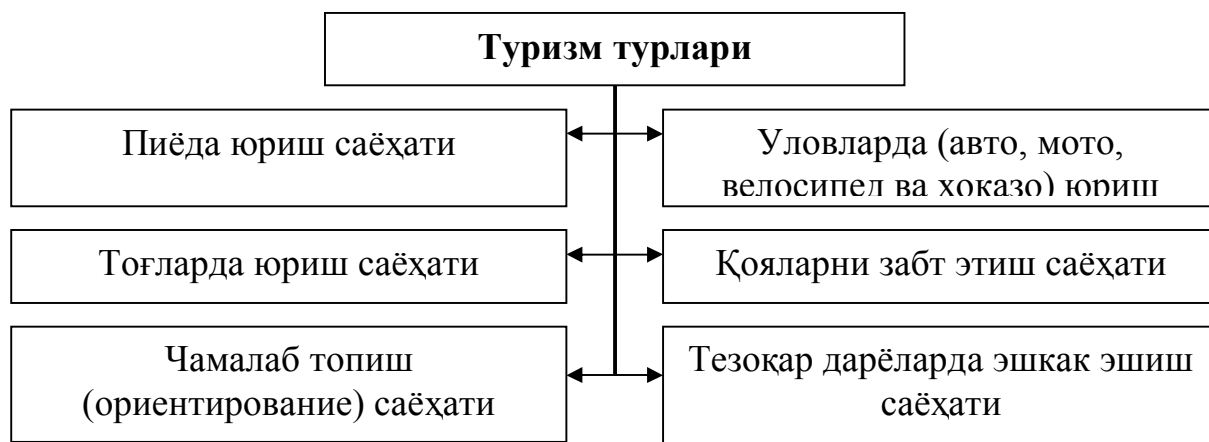 Туризм турлари
Пиёда юриш саёҳати
Уловларда (авто, мото,
велосипед ва ҳоказо) юриш
Тоғларда юриш саёҳати
Қояларни забт этиш саёҳати
Чамалаб топиш
(ориентирование) саёҳати
Тезоқар дарёларда эшкак эшиш
саёҳати